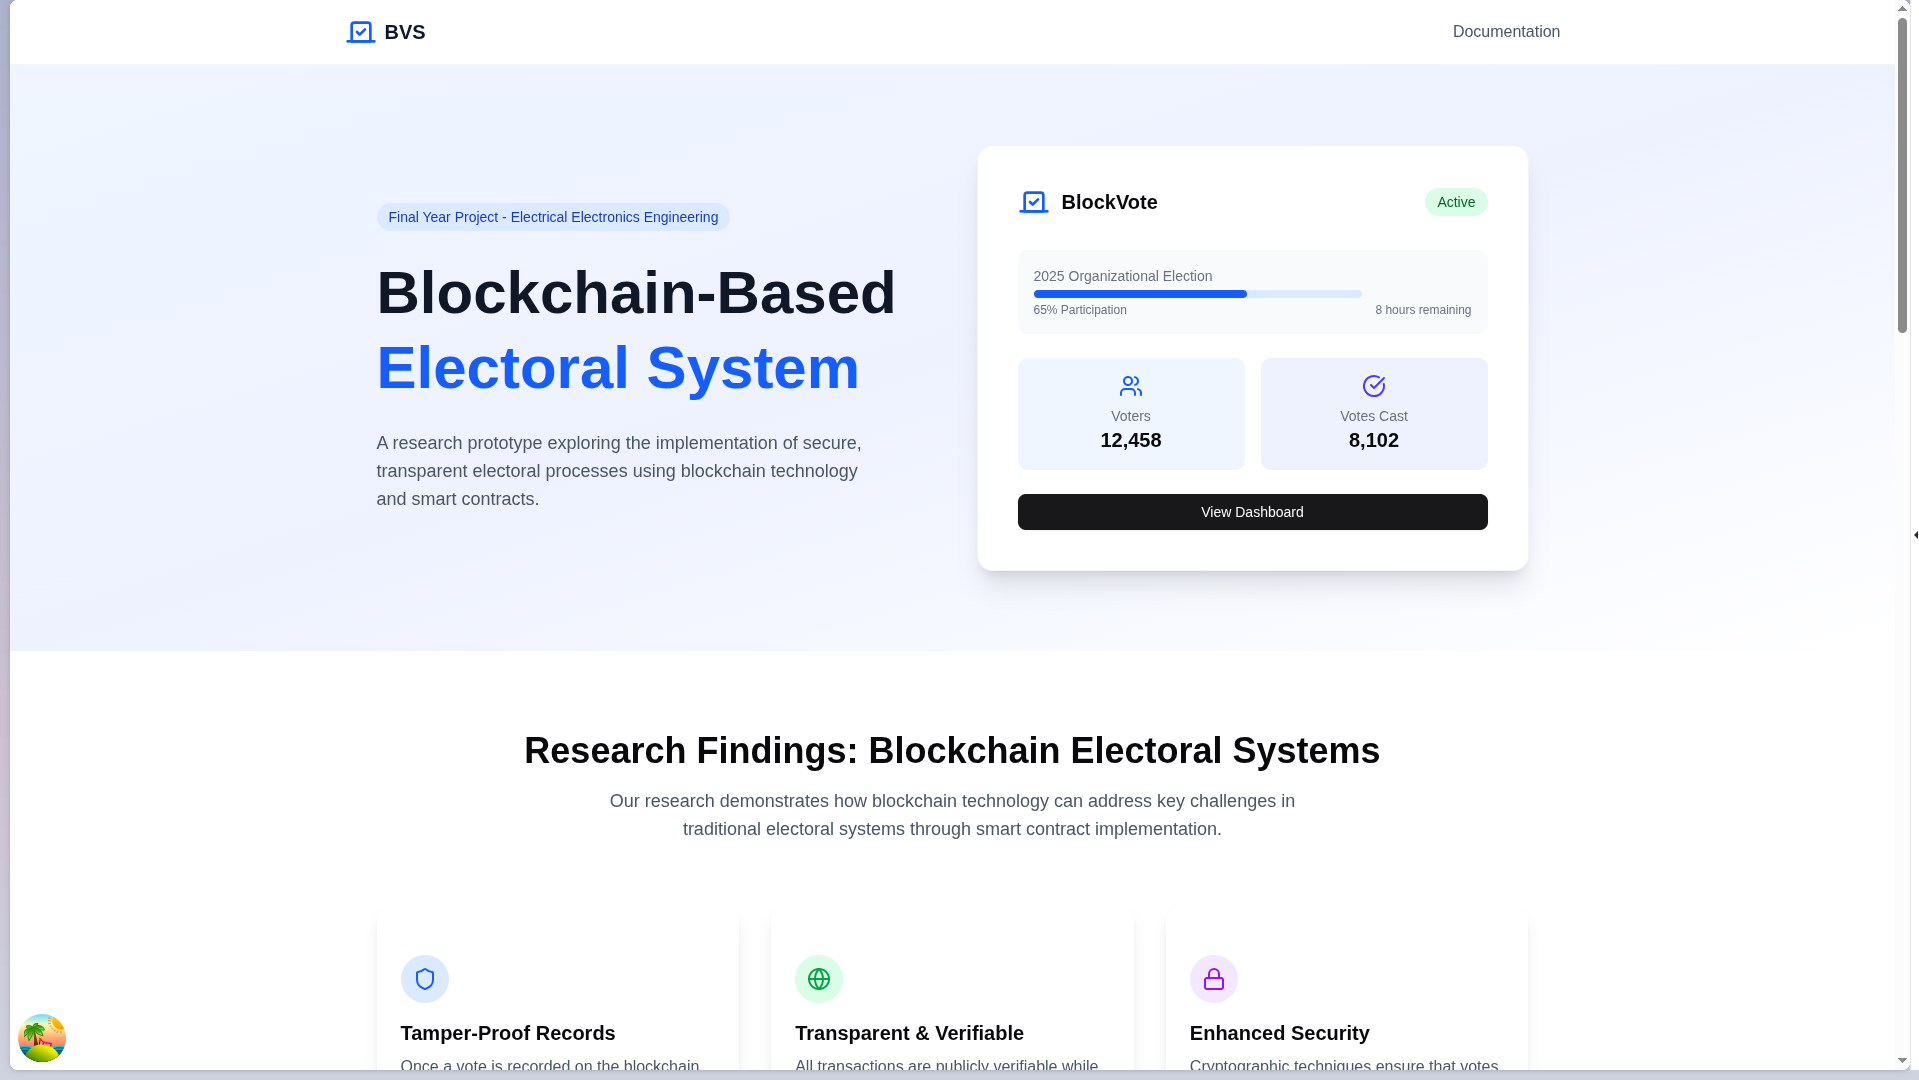 BVS
Documentation
Final Year Project - Electrical Electronics Engineering
Blockchain-Based
Electoral System
A research prototype exploring the implementation of secure,
transparent electoral processes using blockchain technology
and smart contracts.
BlockVote
Active
2025 Organizational Election
65% Participation
8 hours remaining
Voters
12,458
Votes Cast
8,102
View Dashboard
Research Findings: Blockchain Electoral Systems
Our research demonstrates how blockchain technology can address key challenges in
traditional electoral systems through smart contract implementation.
Tamper-Proof Records
Once a vote is recorded on the blockchain,
Transparent & Verifiable
All transactions are publicly verifiable while
Enhanced Security
Cryptographic techniques ensure that votes